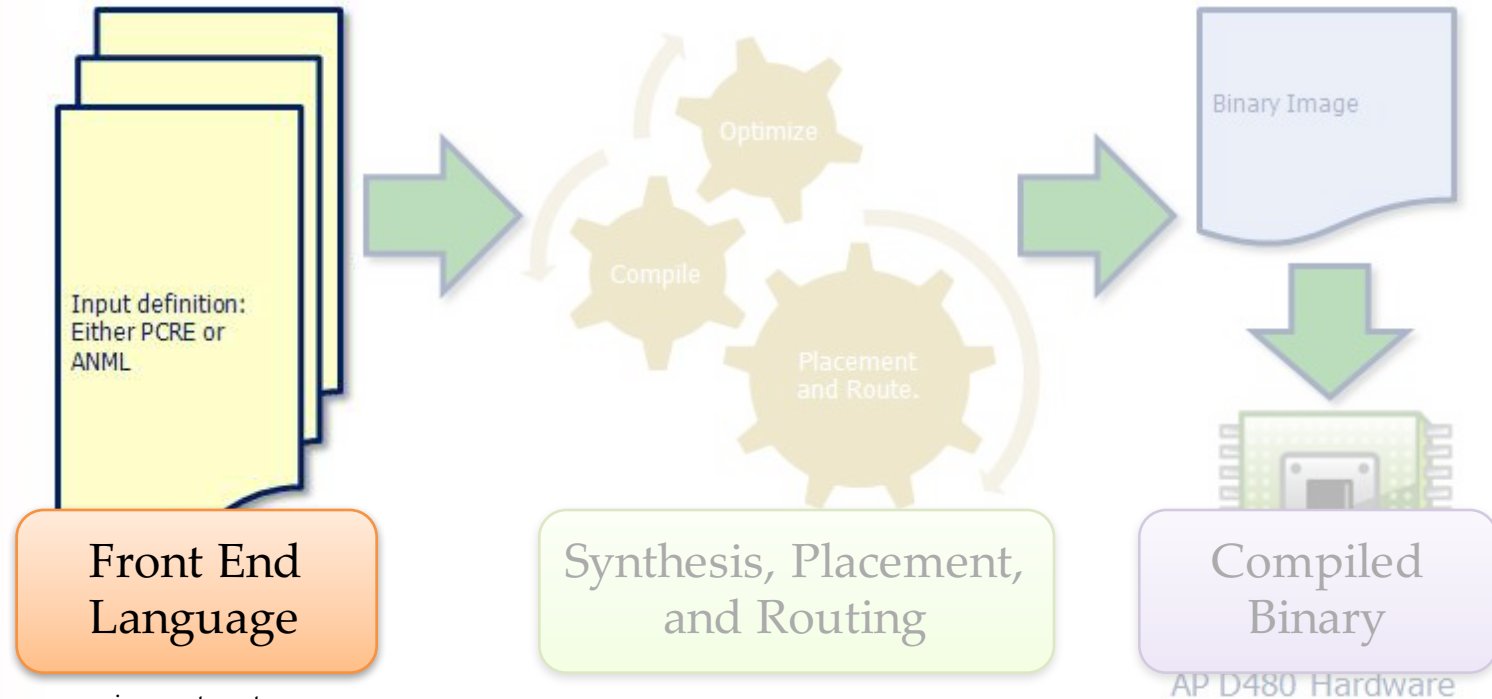 Input definition:
Either PCRE or
ANML
Optimize
Compile
Placement
and Route.
Binary Image
Front End
Language
Synthesis, Placement,
and Routing
Compiled
Binary
AP D480 Hardware